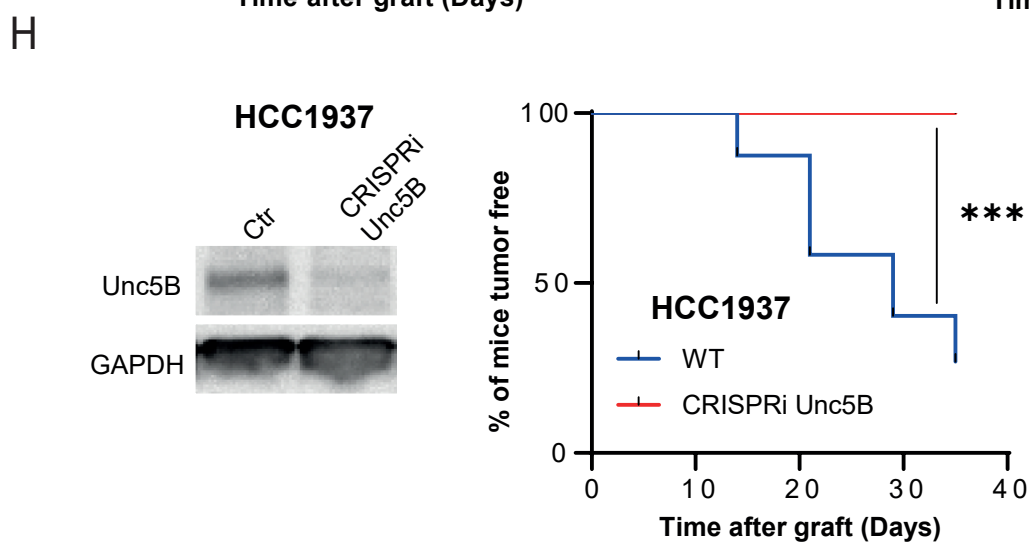 Time after graft (Days)
H
HCC1937
Ctr
CRISPRi
Unc5B
Unc5B
GAPDH
% of mice tumor free
100
50
0
HCC1937
WT
CRISPRi Unc5B
***
0 10 20 30 40
Time after graft (Days)